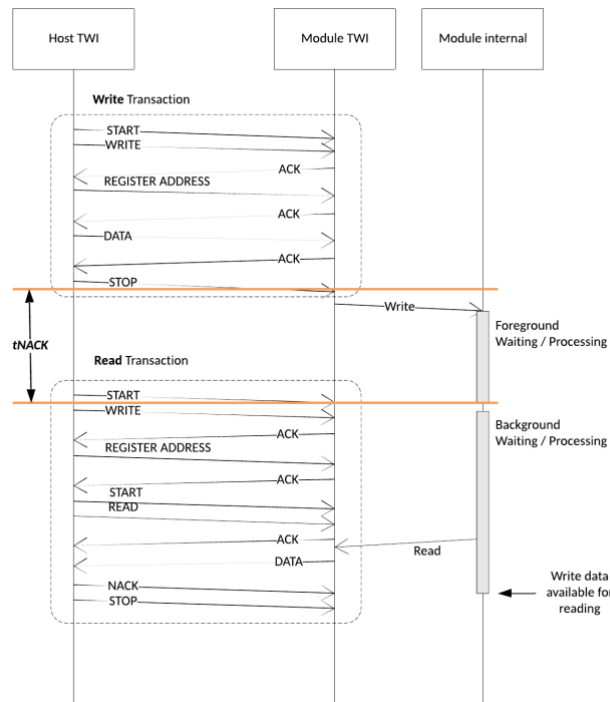 Host TWI
Module TWI
Module internal
Write Transaction
START
WRITE
ACK
REGISTER ADDRESS
ACK
DATA
ACK
STOP
Write
Foreground
Waiting / Processing
tNACK
Read Transaction
START
WRITE
ACK
Background
Waiting / Processing
REGISTER ADDRESS
ACK
START
READ
ACK
Read
DATA
NACK
STOP
Write data
available for
reading